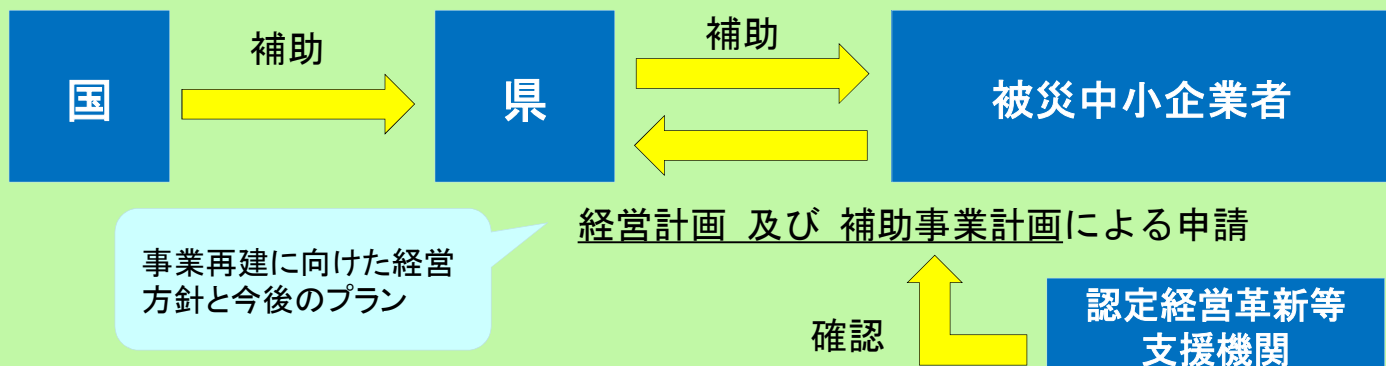 国
補助
県
補助
被災中小企業者
経営計画 及び 補助事業計画による申請
事業再建に向けた経営
方針と今後のプラン
確認
認定経営革新等
支援機関